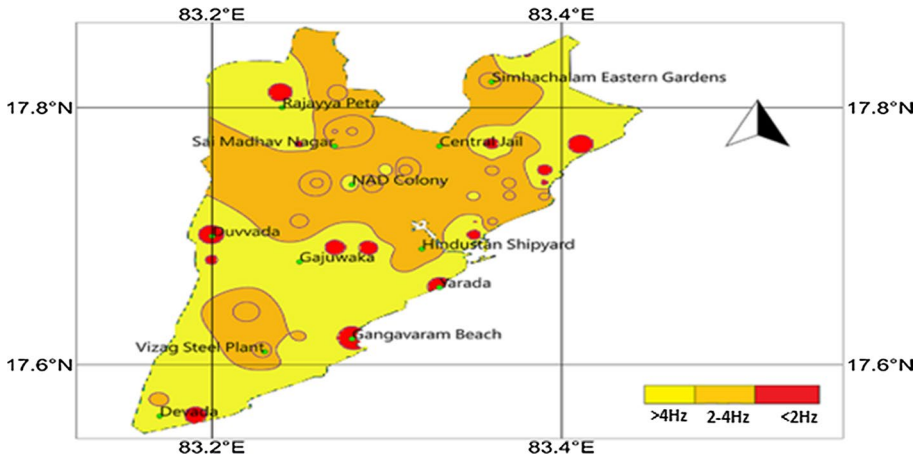 83.2°E 83.4°E
Simhachalam Eastern Gardens
17.8°N 17.8°N
Rajayya Peta
Sai Madhav Nagar Central Jail
NAD Colony
Duvvada
Hindustan Shipyard
Gajuwaka
Yarada
Gangavaram Beach
Vizag Steel Plant
17.6°N 17.6°N
>4Hz 2-4Hz <2Hz
Devada
83.2°E 83.4°E